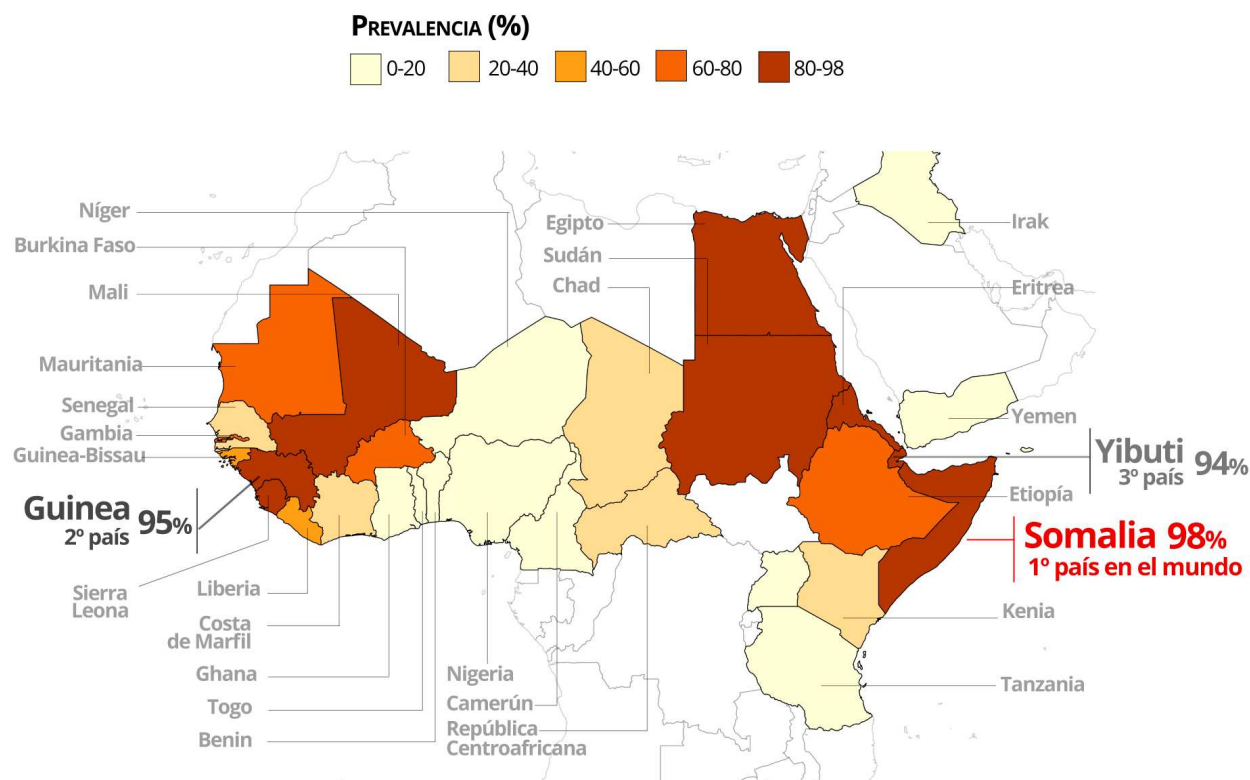 PREVALENCIA (%)
0-20
20-40
40-60
60-80
80-98
Níger
Burkina Faso
Mali
Mauritania
Senegal
Gambia
Guinea-Bissau
Guinea 95%
2º país
Sierra
Leona
Liberia
Costa
de Marfil
Ghana
Togo
Benin
Nigeria
Camerún
República
Centroafricana
Egipto
Sudán
Chad
Irak
Eritrea
Yemen
Yibuti 94%
3º país
Etiopía
Somalia 98%
1º país en el mundo
Kenia
Tanzania